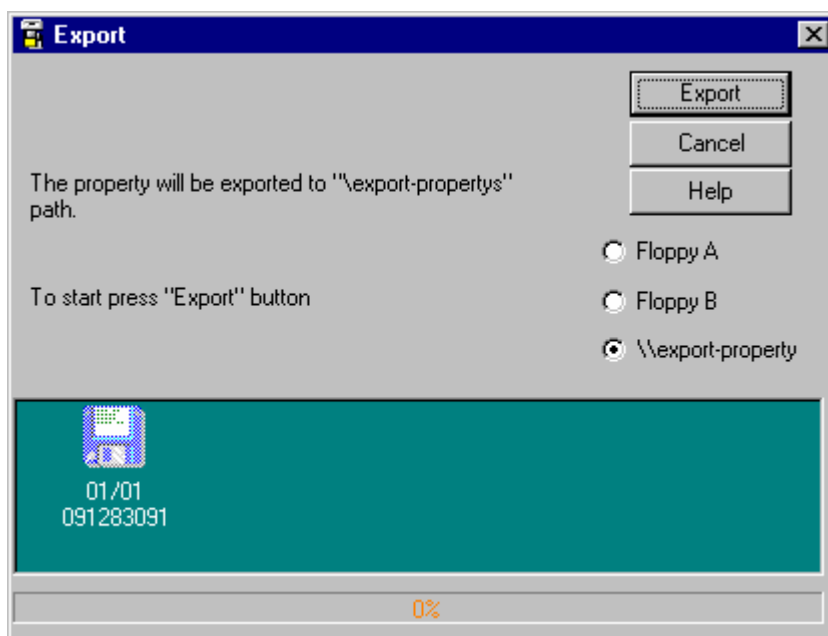 Export
Export
Cancel
The property will be exported to "\export-propertys"
path.
Help
Floppy A
To start press "Export" button
Floppy B
\\export-property
01/01
091283091
0%